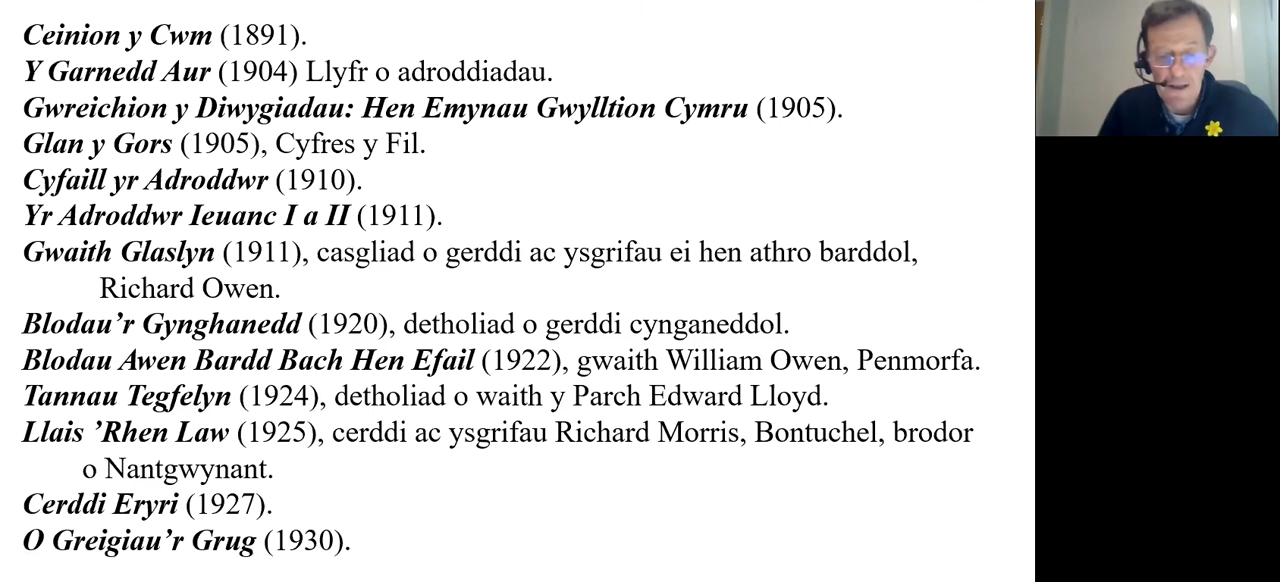 Ceinion y Cwm (1891).
Y Garnedd Aur (1904) Llyfr o adroddiadau.
Gwreichion y Diwygiadau: Hen Emynau Gwylltion Cymru (1905).
Glan y Gors (1905), Cyfres y Fil.
Cyfaill yr Adroddwr (1910).
Yr Adroddwr Ieuanc I a II (1911).
Gwaith Glaslyn (1911), casgliad o gerddi ac ysgrifau ei hen athro barddol,
Richard Owen.
Blodau’r Gynghanedd (1920), detholiad o gerddi cynganeddol.
Blodau Awen Bardd Bach Hen Efail (1922), gwaith William Owen, Penmorfa.
Tannau Tegfelyn (1924), detholiad o waith y Parch Edward Lloyd.
Llais ’Rhen Law (1925), cerddi ac ysgrifau Richard Morris, Bontuchel, brodor
o Nantgwynant.
Cerddi Eryri (1927).
O Greigiau’r Grug (1930).